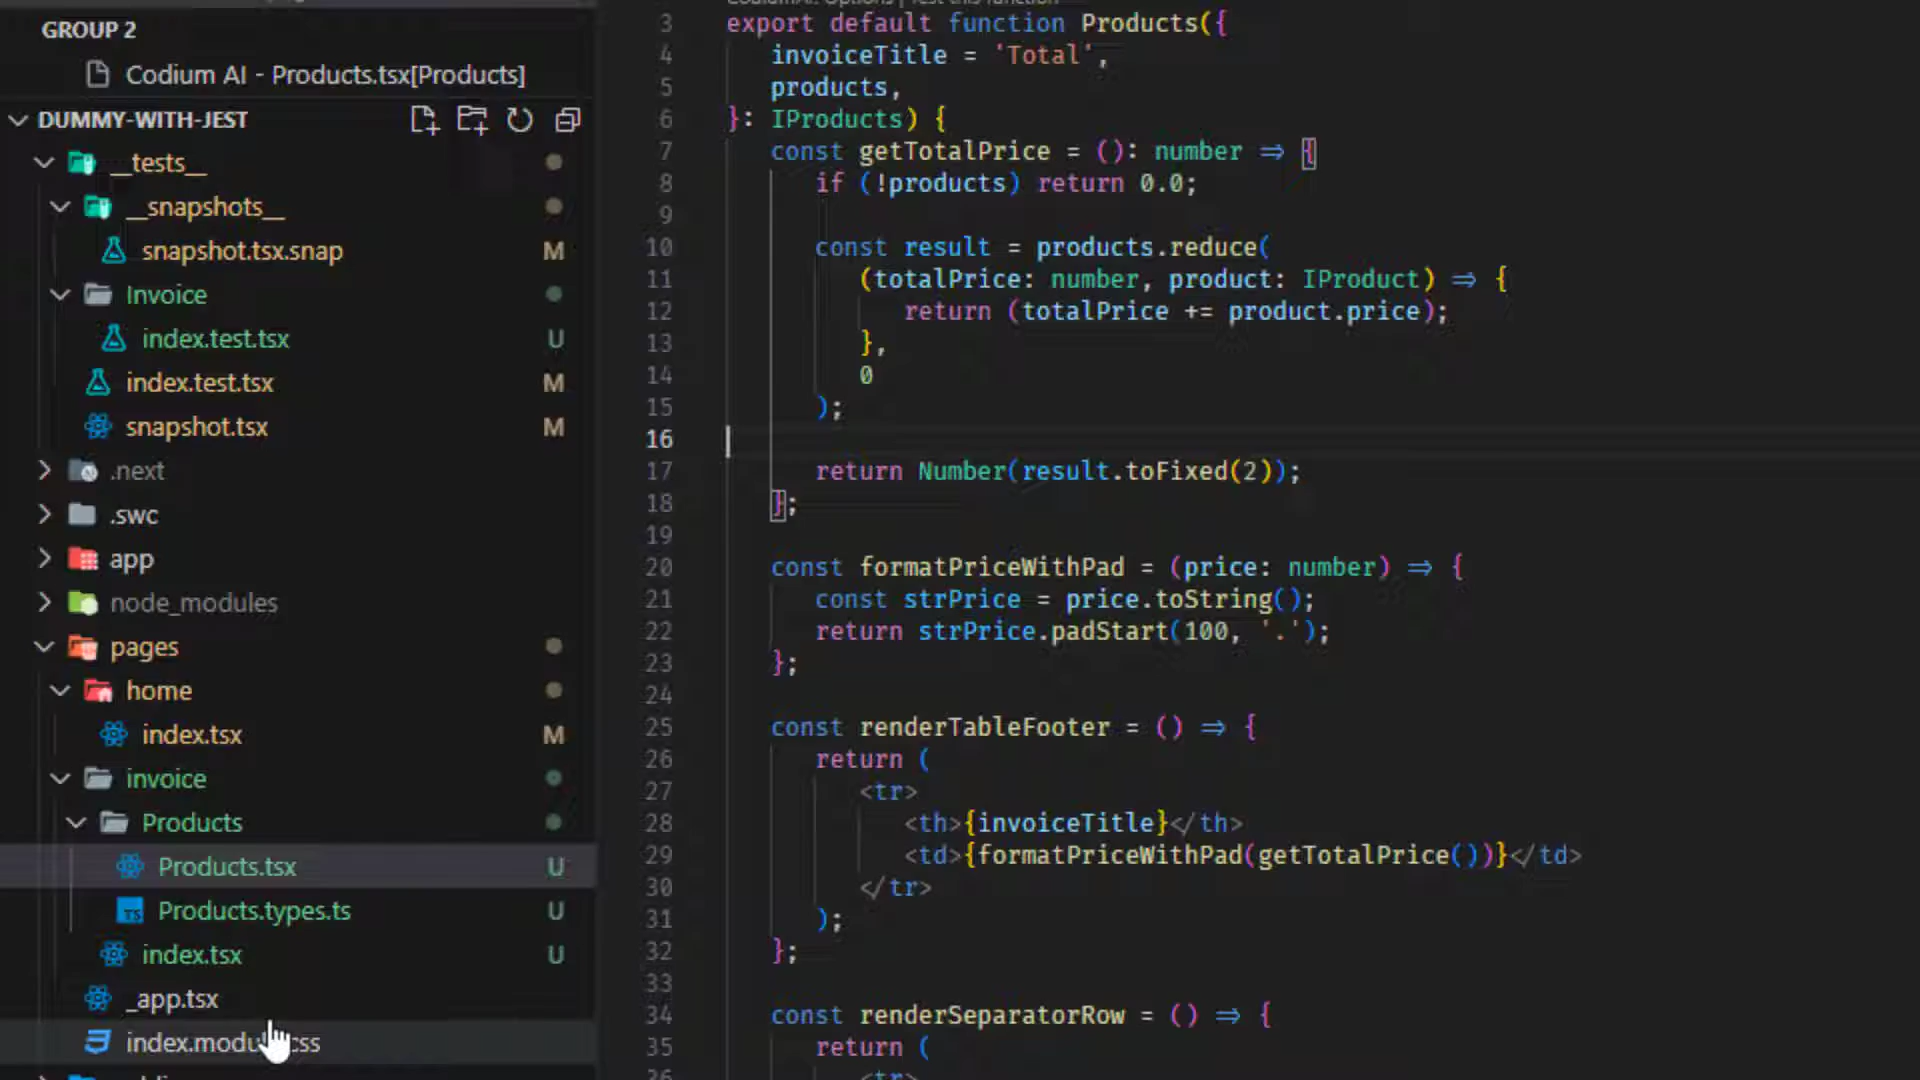 GROUP 2
Codium AI - Products.tsx[Products]
DUMMY-WITH-JEST
__tests__
__snapshots__
snapshot.tsx.snap M
Invoice
index.test.tsx U
index.test.tsx M
snapshot.tsx M
.next
.swc
app
node_modules
pages
home
index.tsx M
invoice
Products
Products.tsx U
Products.types.ts U
index.tsx U
_app.tsx
3 export default function Products({
4 invoiceTitle = 'Total',
5 products,
6 }: IProducts) {
7 const getTotalPrice = (): number => {
8 if (!products) return 0.0;
9
10 const result = products.reduce(
11 (totalPrice: number, product: IProduct) => {
12 return (totalPrice += product.price);
13 },
14 0
15 );
16
17 return Number(result.toFixed(2));
18 };
19
20 const formatPriceWithPad = (price: number) => {
21 const strPrice = price.toString();
22 return strPrice.padStart(100, '.');
23 };
24
25 const renderTableFooter = () => {
26 return (
27 <tr>
28 <th>{invoiceTitle}</th>
29 <td>{formatPriceWithPad(getTotalPrice())}</td>
30 </tr>
31 );
32 };
33
34 const renderSeparatorRow = () => {
35 return (
36 <tr>